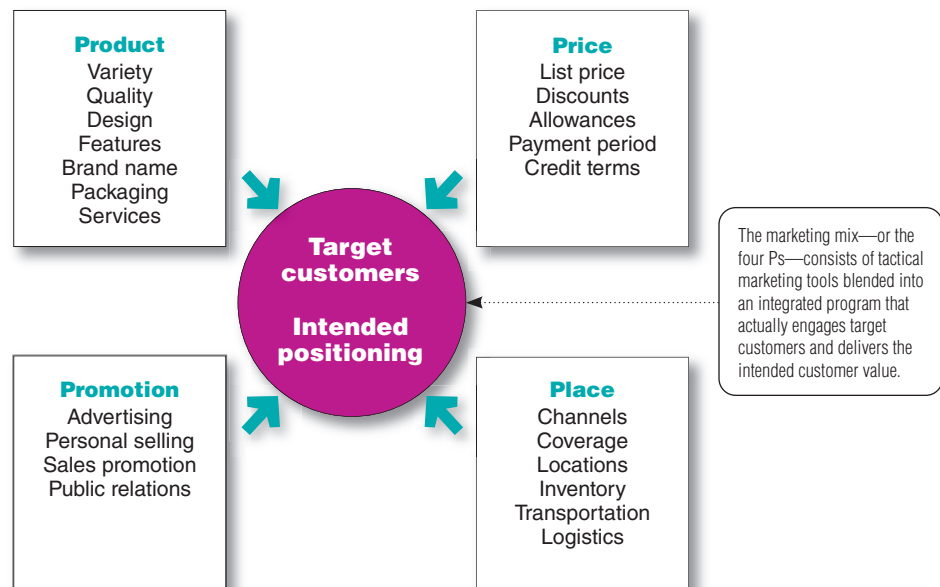 Product
Variety
Quality
Design
Features
Brand name
Packaging
Services
Price
List price
Discounts
Allowances
Payment period
Credit terms
Target
customers
Intended
positioning
The marketing mix—or the
four Ps—consists of tactical
marketing tools blended into
an integrated program that
actually engages target
customers and delivers the
intended customer value.
Promotion
Advertising
Personal selling
Sales promotion
Public relations
Place
Channels
Coverage
Locations
Inventory
Transportation
Logistics